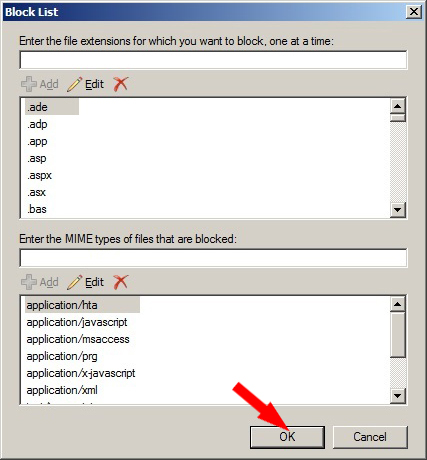 Block List
Enter the file extensions for which you want to block, one at a time:
Add Edit
.ade
.adp
.app
.asp
.aspx
.asx
.bas
Enter the MIME types of files that are blocked:
Add Edit
application/hta
application/javascript
application/msaccess
application/prg
application/x-javascript
application/xml
OK Cancel